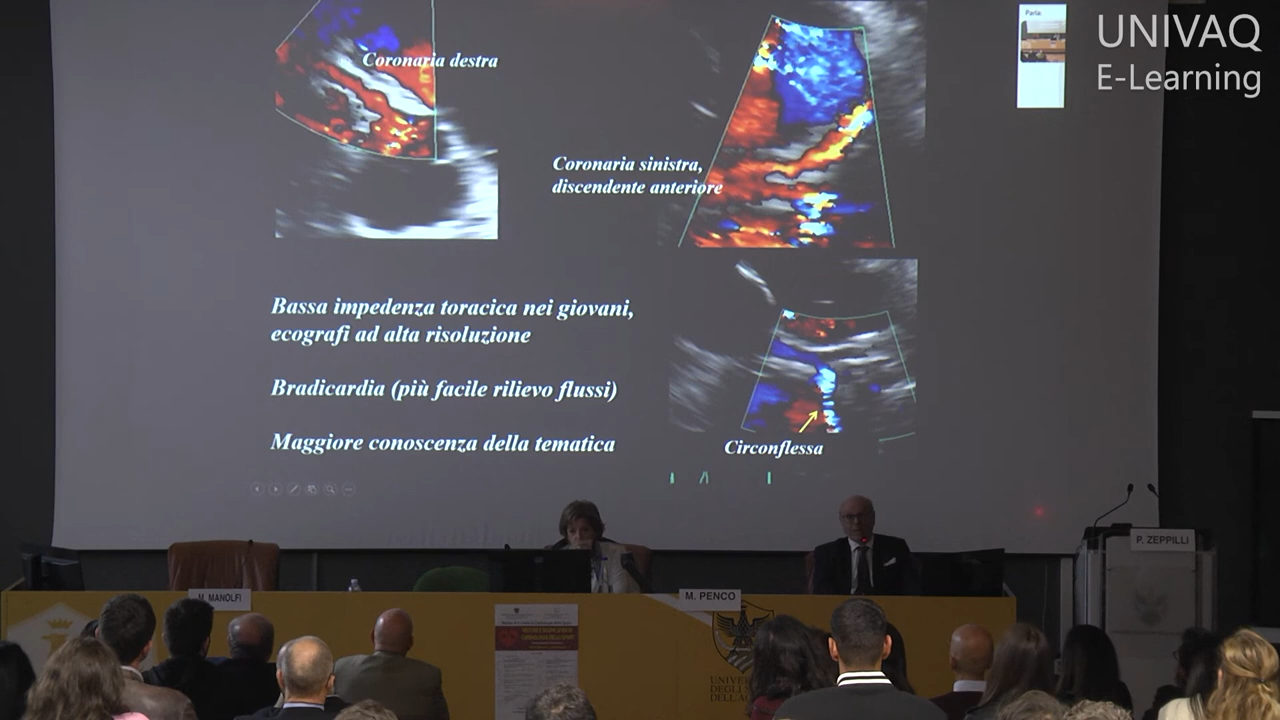 Parla
UNIVAQ
E-Learning
Coronaria destra
Coronaria sinistra,
discendente anteriore
Bassa impedenza toracica nei giovani,
ecografi ad alta risoluzione
Bradicardia (più facile rilievo flussi)
Maggiore conoscenza della tematica
Circonflessa
P. ZEPPILLI
M. MANOLFI
M. PENCO